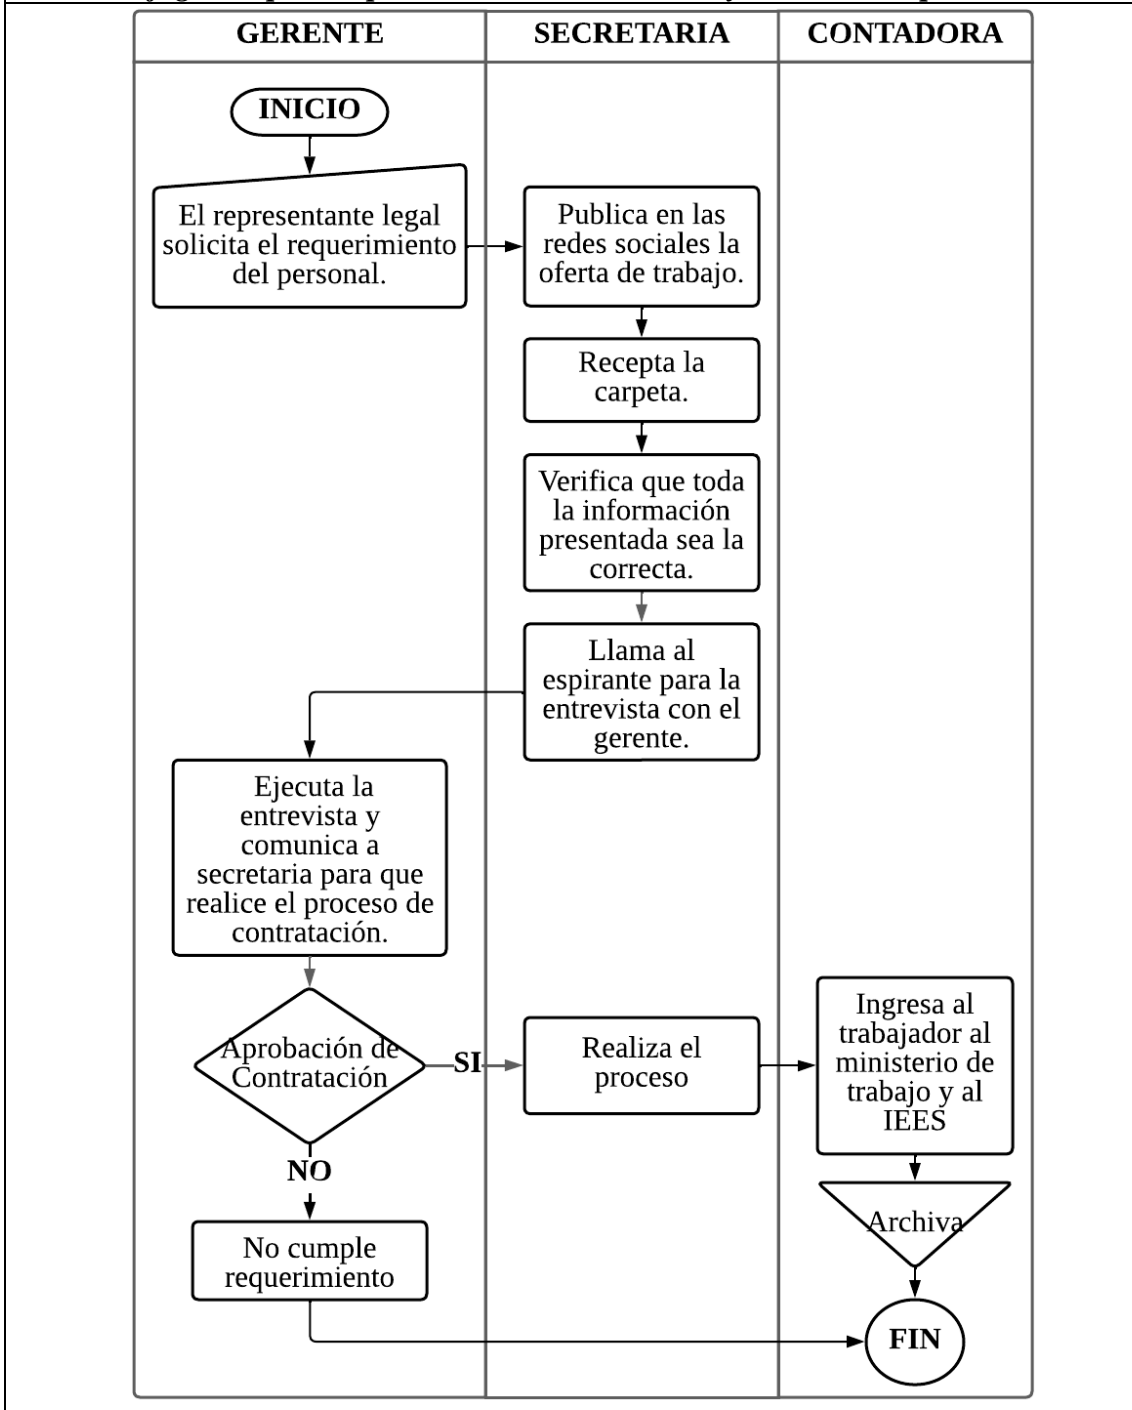 GERENTE
SECRETARIA
CONTADORA
INICIO
El representante legal
solicita el requerimiento
del personal.
Publica en las
redes sociales la
oferta de trabajo.
Recepta la
carpeta.
Verifica que toda
la información
presentada sea la
correcta.
Llama al
espirante para la
entrevista con el
gerente.
Ejecuta la
entrevista y
comunica a
secretaria para que
realice el proceso de
contratación.
Aprobación de
Contratación
SI
Realiza el
proceso
Ingresa al
trabajador al
ministerio de
trabajo y al
IEES
NO
No cumple
requerimiento
Archiva
FIN